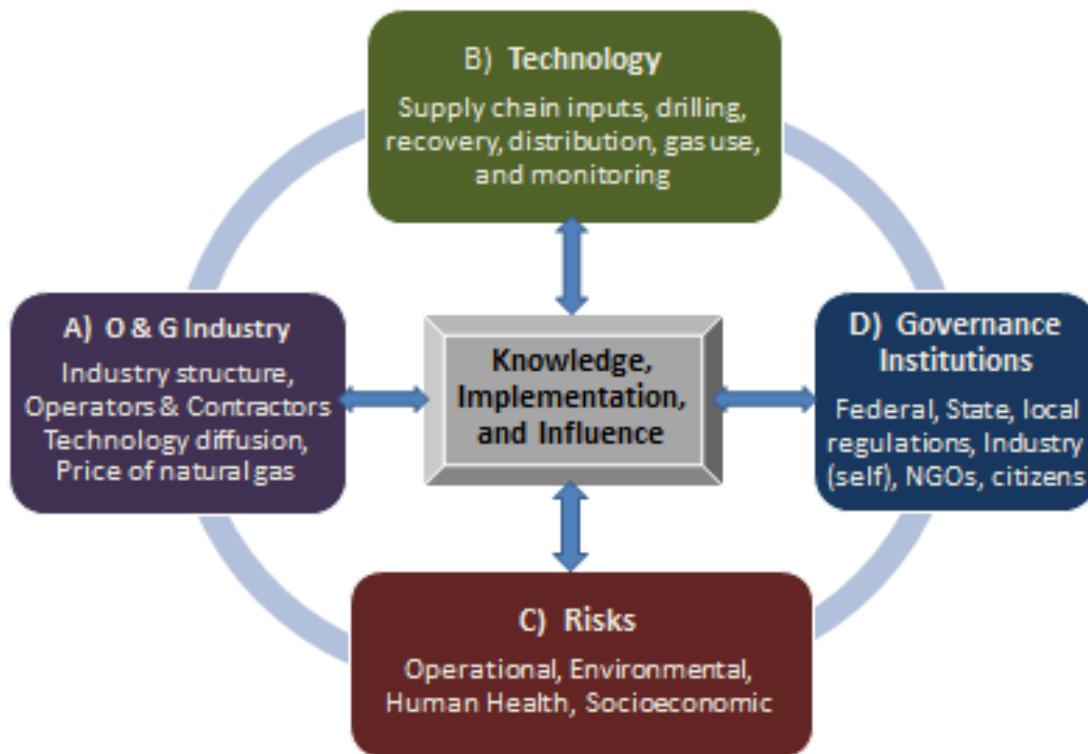 B) Technology
Supply chain inputs, drilling,
recovery, distribution, gas use,
and monitoring
A) O & G Industry
Industry structure,
Operators & Contractors
Technology diffusion,
Price of natural gas
Knowledge,
Implementation,
and Influence
D) Governance
Institutions
Federal, State, local
regulations, Industry
(self), NGOs, citizens
C) Risks
Operational, Environmental,
Human Health, Socioeconomic